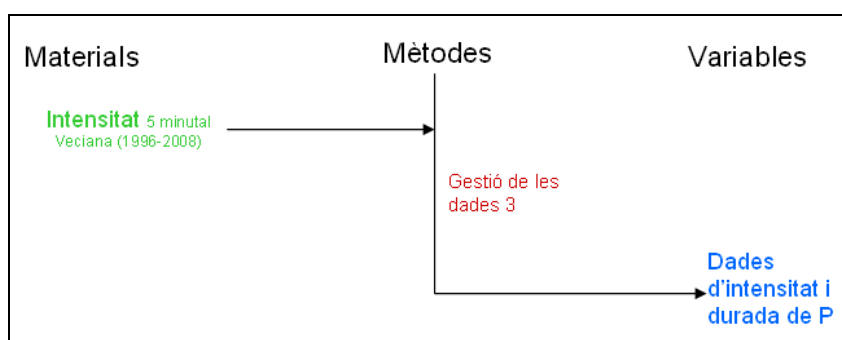 Materials
Mètodes
Variables
Intensitat 5 minutal
Veciana (1996-2008)
Gestió de les
dades 3
Dades
d'intensitat i
durada de P